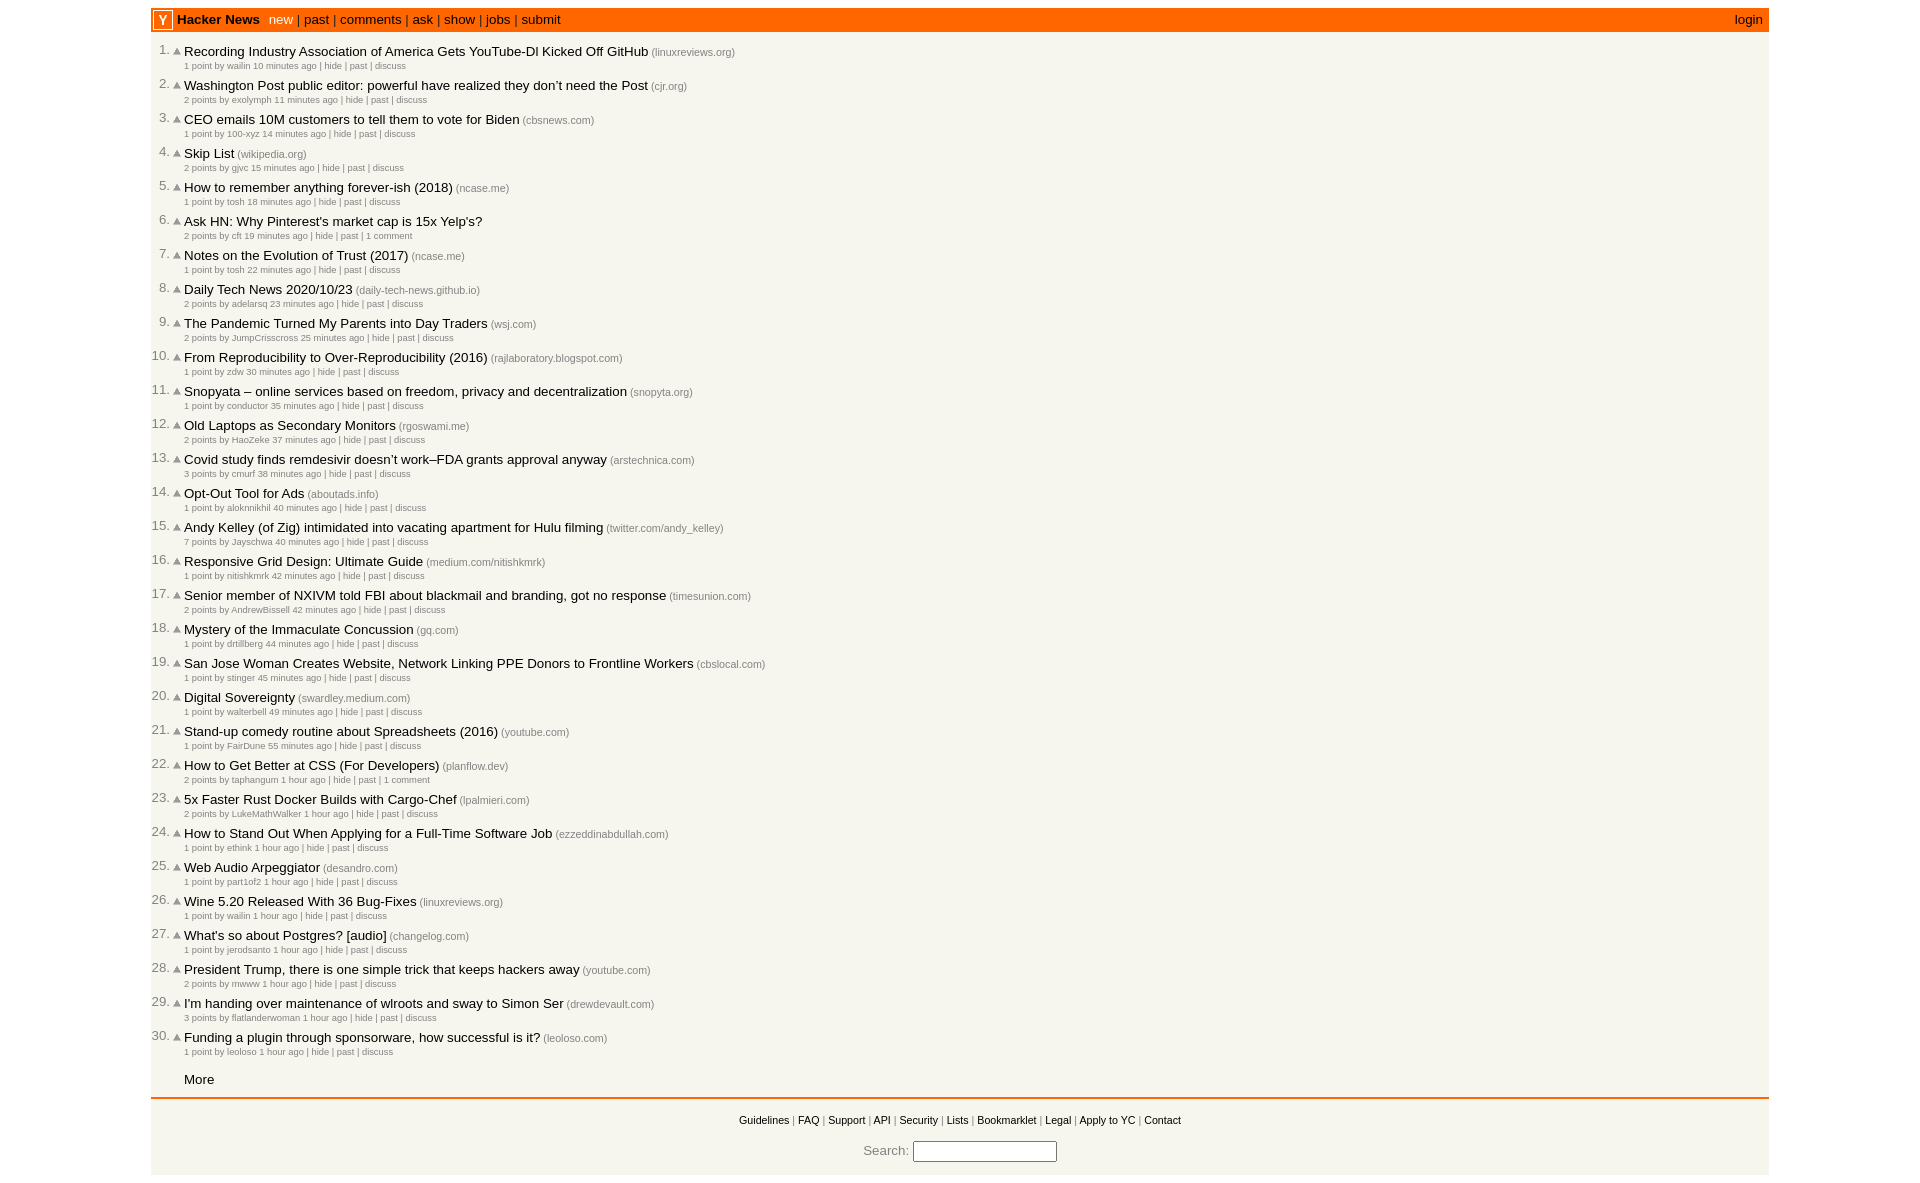 Y Hacker News new | past | comments | ask | show | jobs | submit login
1. Recording Industry Association of America Gets YouTube-Dl Kicked Off GitHub (linuxreviews.org)
1 point by wailin 10 minutes ago | hide | past | discuss
2. Washington Post public editor: powerful have realized they don’t need the Post (cjr.org)
2 points by exolymph 11 minutes ago | hide | past | discuss
3. CEO emails 10M customers to tell them to vote for Biden (cbsnews.com)
1 point by 100-xyz 14 minutes ago | hide | past | discuss
4. Skip List (wikipedia.org)
2 points by gjvc 15 minutes ago | hide | past | discuss
5. How to remember anything forever-ish (2018) (ncase.me)
1 point by tosh 18 minutes ago | hide | past | discuss
6. Ask HN: Why Pinterest's market cap is 15x Yelp's?
2 points by cft 19 minutes ago | hide | past | 1 comment
7. Notes on the Evolution of Trust (2017) (ncase.me)
1 point by tosh 22 minutes ago | hide | past | discuss
8. Daily Tech News 2020/10/23 (daily-tech-news.github.io)
2 points by adelarsq 23 minutes ago | hide | past | discuss
9. The Pandemic Turned My Parents into Day Traders (wsj.com)
2 points by JumpCrisscross 25 minutes ago | hide | past | discuss
10. From Reproducibility to Over-Reproducibility (2016) (rajlaboratory.blogspot.com)
1 point by zdw 30 minutes ago | hide | past | discuss
11. Snopyata – online services based on freedom, privacy and decentralization (snopyta.org)
1 point by conductor 35 minutes ago | hide | past | discuss
12. Old Laptops as Secondary Monitors (rgoswami.me)
2 points by HaoZeke 37 minutes ago | hide | past | discuss
13. Covid study finds remdesivir doesn’t work–FDA grants approval anyway (arstechnica.com)
3 points by cmurf 38 minutes ago | hide | past | discuss
14. Opt-Out Tool for Ads (aboutads.info)
1 point by aloknnikhil 40 minutes ago | hide | past | discuss
15. Andy Kelley (of Zig) intimidated into vacating apartment for Hulu filming (twitter.com/andy_kelley)
7 points by Jayschwa 40 minutes ago | hide | past | discuss
16. Responsive Grid Design: Ultimate Guide (medium.com/nitishkmrk)
1 point by nitishkmrk 42 minutes ago | hide | past | discuss
17. Senior member of NXIVM told FBI about blackmail and branding, got no response (timesunion.com)
2 points by AndrewBissell 42 minutes ago | hide | past | discuss
18. Mystery of the Immaculate Concussion (gq.com)
1 point by drtillberg 44 minutes ago | hide | past | discuss
19. San Jose Woman Creates Website, Network Linking PPE Donors to Frontline Workers (cbslocal.com)
1 point by stinger 45 minutes ago | hide | past | discuss
20. Digital Sovereignty (swardley.medium.com)
1 point by walterbell 49 minutes ago | hide | past | discuss
21. Stand-up comedy routine about Spreadsheets (2016) (youtube.com)
1 point by FairDune 55 minutes ago | hide | past | discuss
22. How to Get Better at CSS (For Developers) (planflow.dev)
2 points by taphangum 1 hour ago | hide | past | 1 comment
23. 5x Faster Rust Docker Builds with Cargo-Chef (lpalmieri.com)
2 points by LukeMathWalker 1 hour ago | hide | past | discuss
24. How to Stand Out When Applying for a Full-Time Software Job (ezzeddinabdullah.com)
1 point by ethink 1 hour ago | hide | past | discuss
25. Web Audio Arpeggiator (desandro.com)
1 point by part1of2 1 hour ago | hide | past | discuss
26. Wine 5.20 Released With 36 Bug-Fixes (linuxreviews.org)
1 point by wailin 1 hour ago | hide | past | discuss
27. What's so about Postgres? [audio] (changelog.com)
1 point by jerodsanto 1 hour ago | hide | past | discuss
28. President Trump, there is one simple trick that keeps hackers away (youtube.com)
2 points by mwww 1 hour ago | hide | past | discuss
29. I'm handing over maintenance of wlroots and sway to Simon Ser (drewdevault.com)
3 points by flatlanderwoman 1 hour ago | hide | past | discuss
30. Funding a plugin through sponsorware, how successful is it? (leoloso.com)
1 point by leoloso 1 hour ago | hide | past | discuss
More
Guidelines | FAQ | Support | API | Security | Lists | Bookmarklet | Legal | Apply to YC | Contact
Search: